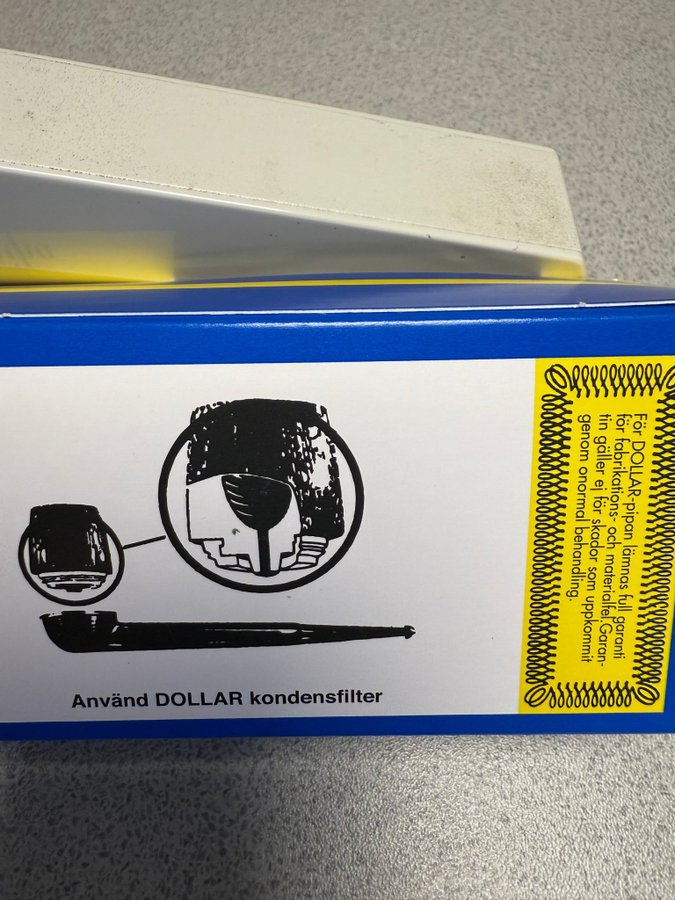 Använd DOLLAR kondensfilter
För DOLLAR-pipan lämnas full garanti
för fabrikations- och materialfel. Garan-
tin gäller ej för skador som uppkommit
genom onormal behandling.